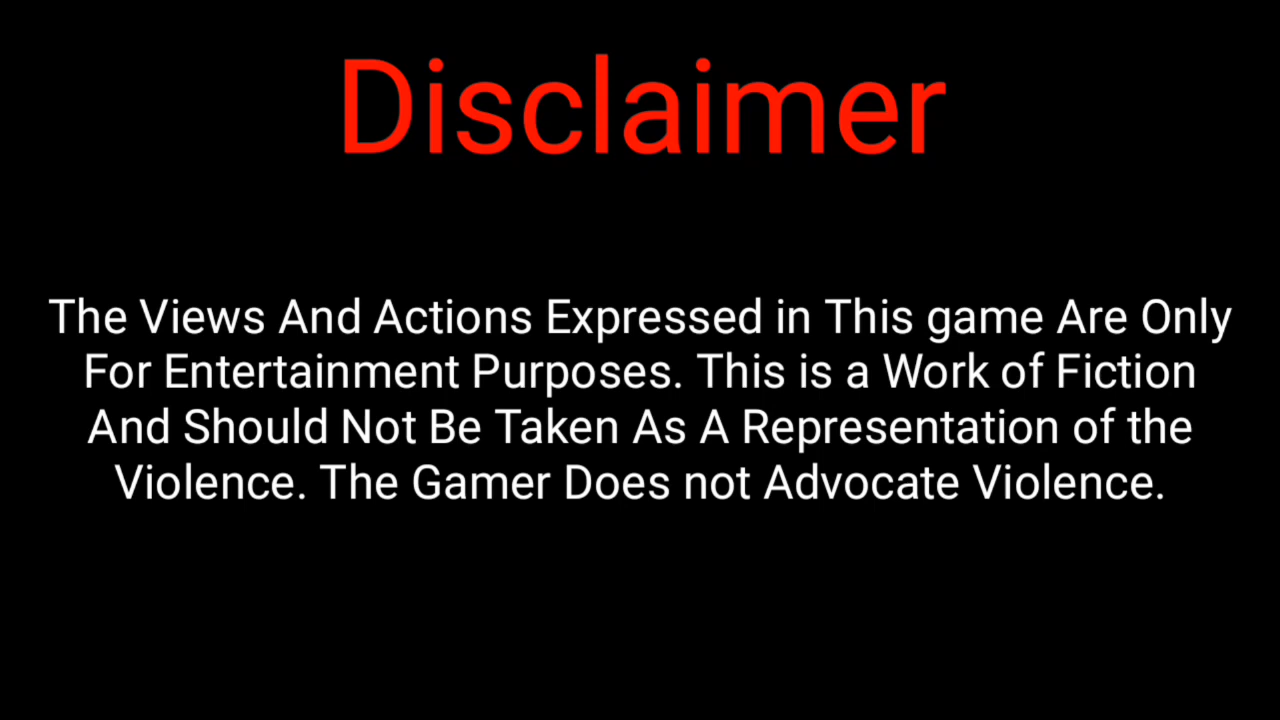 Disclaimer
The Views And Actions Expressed in This game Are Only
For Entertainment Purposes. This is a Work of Fiction
And Should Not Be Taken As A Representation of the
Violence. The Gamer Does not Advocate Violence.